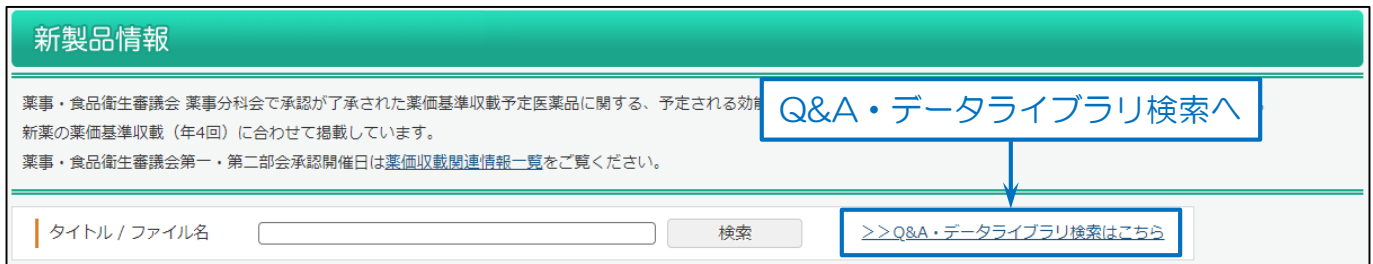 新製品情報
薬事・食品衛生審議会 薬事分科会で承認が了承された薬価基準収載予定医薬品に関する、予定される効能
Q&A・データライブラリ検索へ
新薬の薬価基準収載（年4回）に合わせて掲載しています。
薬事・食品衛生審議会第一・第二部会承認開催日は薬価収載関連情報一覧をご覧ください。
タイトル / ファイル名 検索 >>Q&A・データライブラリ検索はこちら